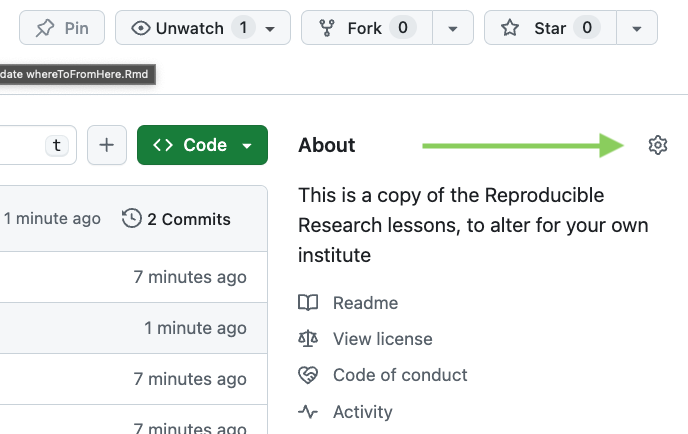 Pin
Unwatch 1
Fork 0
Star 0
date whereToFromHere.Rmd
t
Code
About
This is a copy of the Reproducible
Research lessons, to alter for your own
institute
1 minute ago
2 Commits
7 minutes ago
1 minute ago
7 minutes ago
7 minutes ago
Readme
View license
Code of conduct
Activity